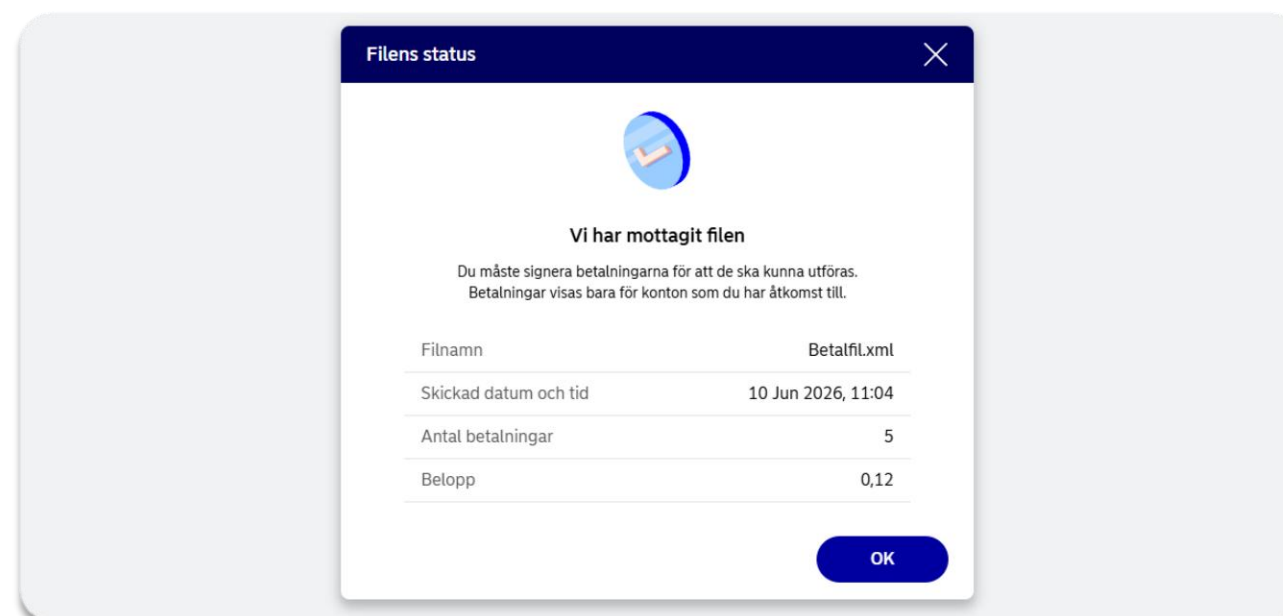 Filens status
Vi har mottagit filen
Du måste signera betalningarna för att de ska kunna utföras.
Betalningar visas bara för konton som du har åtkomst till.
Filnamn Betalfil.xml
Skickad datum och tid 10 Jun 2026, 11:04
Antal betalningar 5
Belopp 0,12
OK